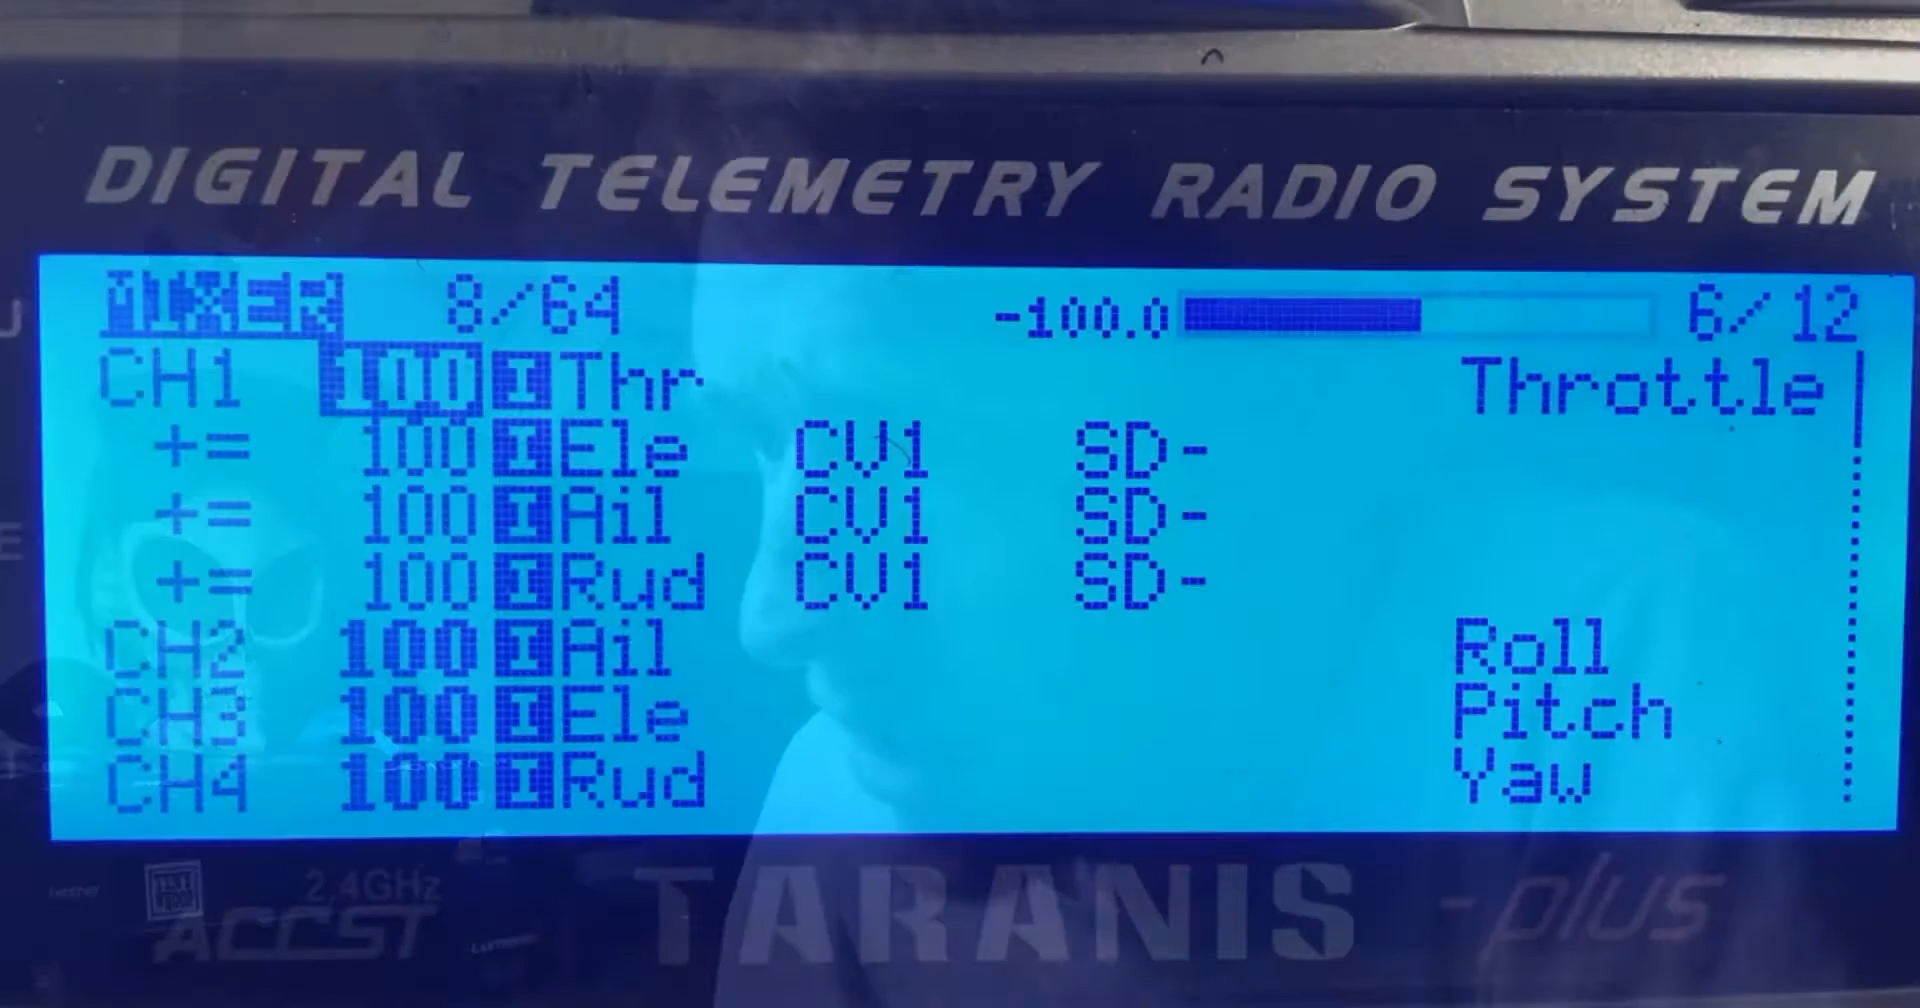 DIGITAL TELEMETRY RADIO SYSTEM
MIXER 8/64 -100.0 6/12
CH1 100 I Thr Throttle
+= 100 I Ele CV1 SD-
+= 100 I Ail CV1 SD-
+= 100 I Rud CV1 SD-
CH2 100 I Ail Roll
CH3 100 I Ele Pitch
CH4 100 I Rud Yaw
2.4GHz
ACCST
TARANIS -plus